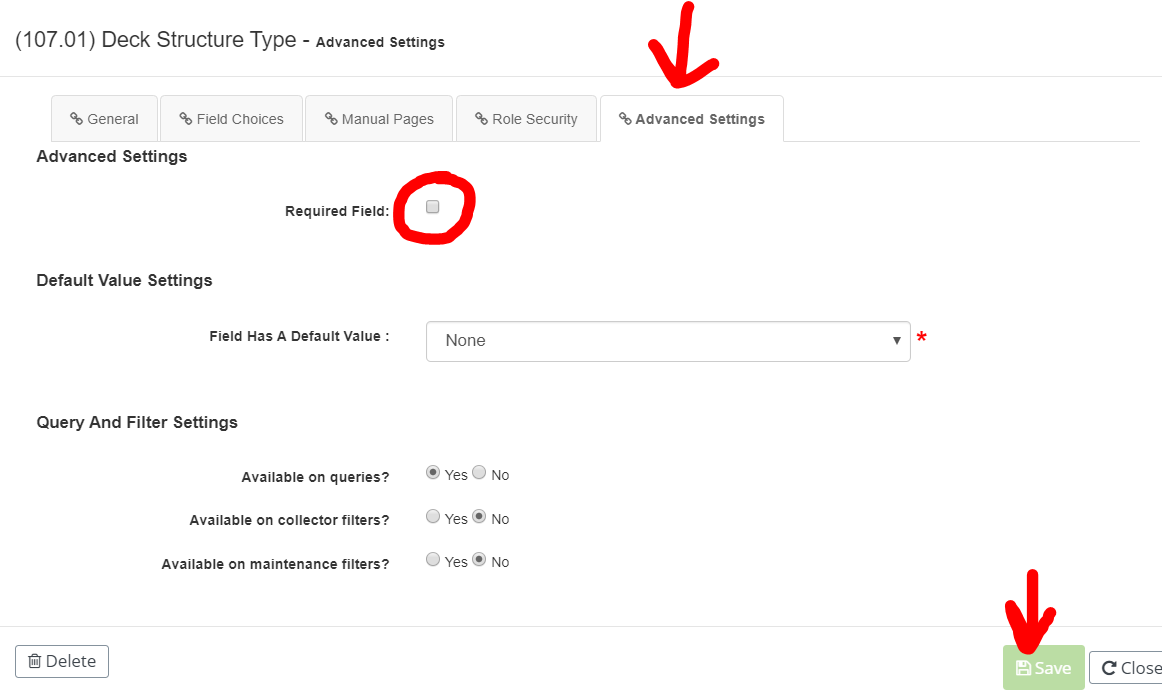 (107.01) Deck Structure Type - Advanced Settings
General Field Choices Manual Pages Role Security Advanced Settings
Advanced Settings
Required Field:
Default Value Settings
Field Has A Default Value : None ▼ *
Query And Filter Settings
Available on queries? Yes No
Available on collector filters? Yes No
Available on maintenance filters? Yes No
Delete Save Close